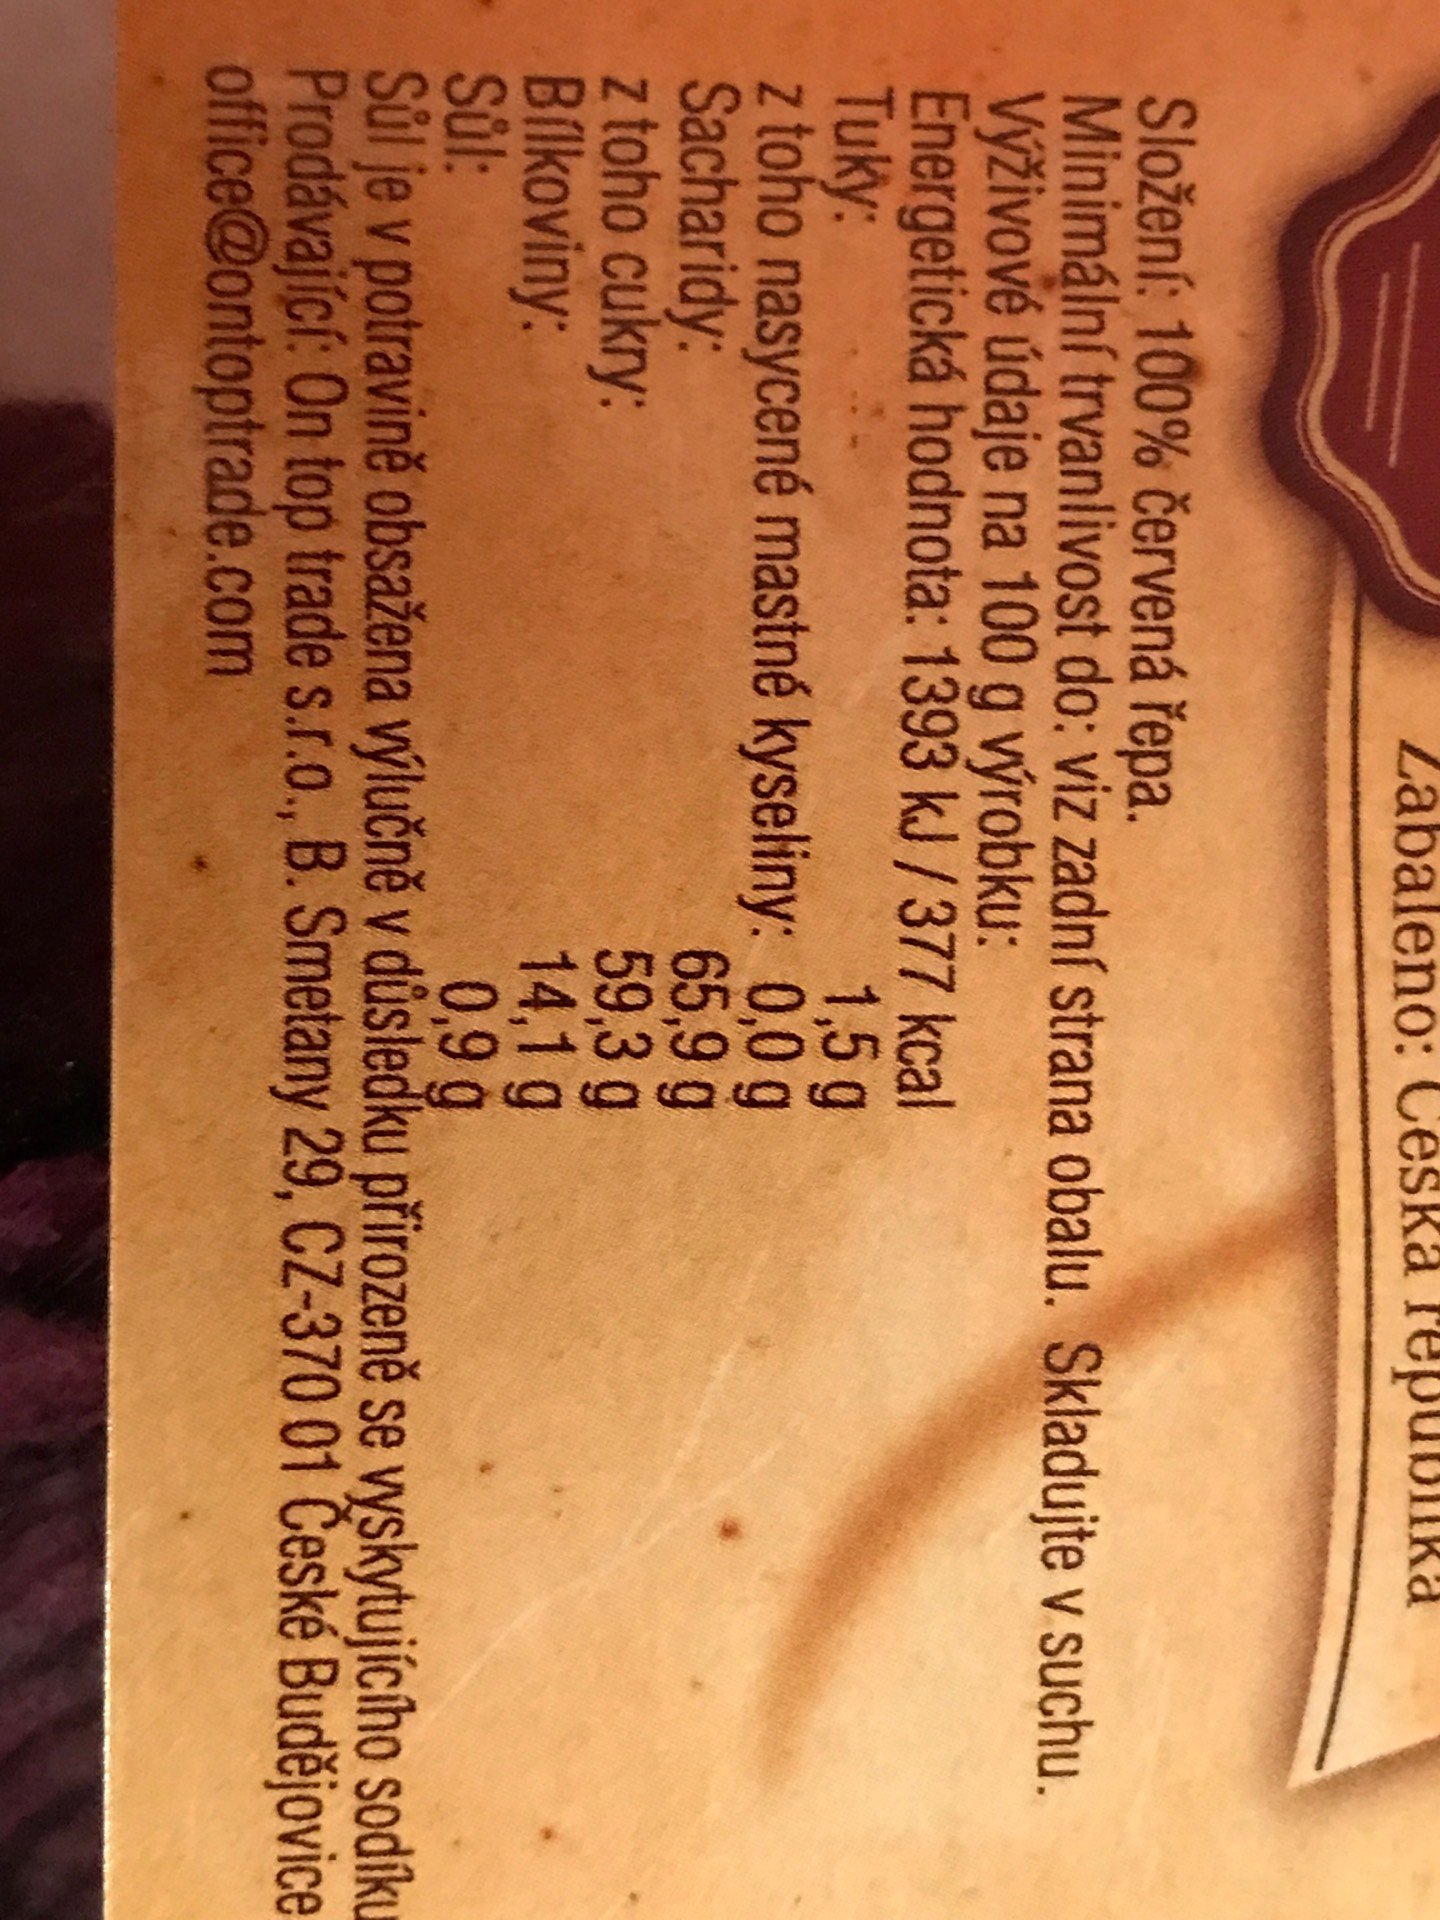 Zabaleno: Česká republika
Složení: 100% červená řepa.
Minimální trvanlivost do: viz zadní strana obalu. Skladujte v suchu.
Výživové údaje na 100 g výrobku:
Energetická hodnota: 1393 kJ / 377 kcal
Tuky: 1,5 g
z toho nasycené mastné kyseliny: 0,0 g
Sacharidy: 65,9 g
z toho cukry: 59,3 g
Bílkoviny: 14,1 g
Sůl: 0,9 g
Sůl je v potravině obsažena výlučně v důsledku přirozeně se vyskytujícího sodíku
Prodávající: On top trade s.r.o., B. Smetany 29, CZ-370 01 České Budějovice
office@ontoptrade.com